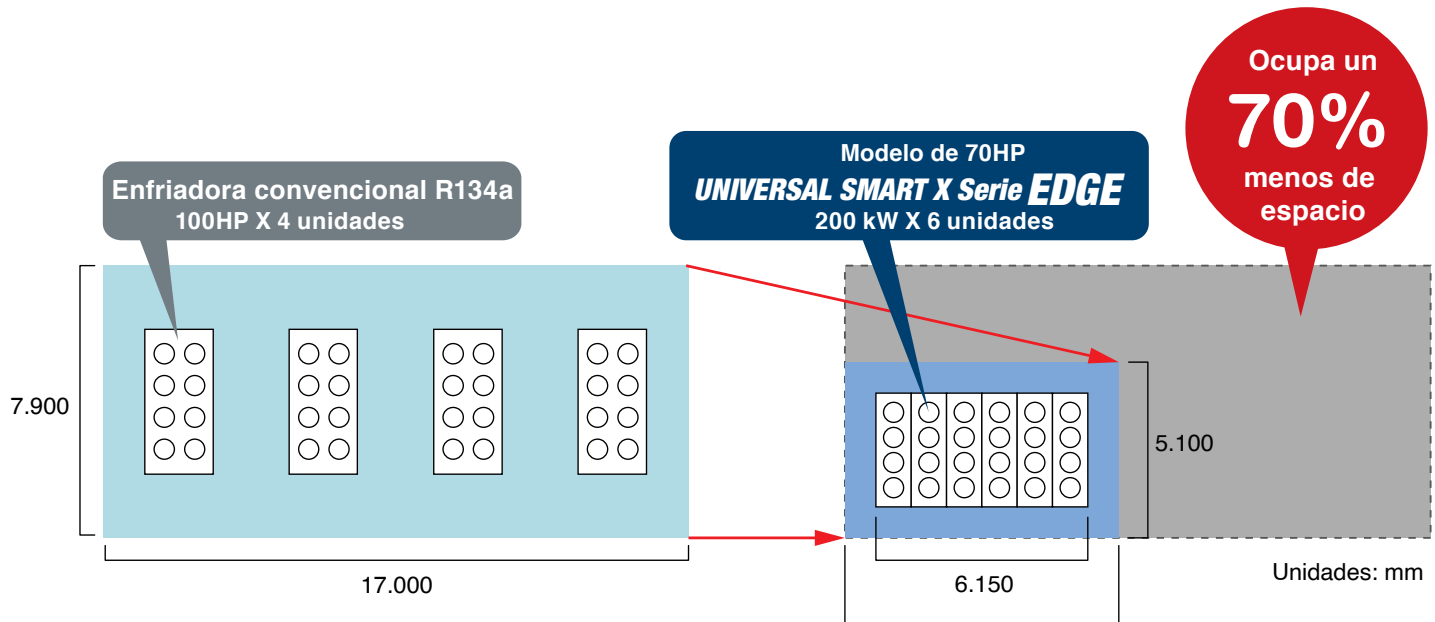 Ocupa un
70%
menos de
espacio
Modelo de 70HP
UNIVERSAL SMART X Serie EDGE
200 kW X 6 unidades
Enfriadora convencional R134a
100HP X 4 unidades
7.900
5.100
17.000
6.150
Unidades: mm